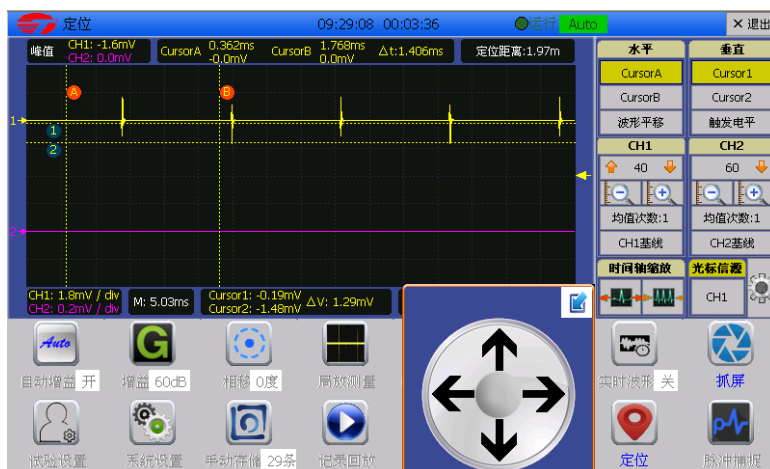 定位
09:29:08 00:03:36
运行 Auto
× 退出
峰值
CH1: -1.6mV
CH2: 0.0mV
CursorA 0.362ms
-0.0mV
CursorB 1.768ms
0.0mV
Δt:1.406ms
定位距离:1.97m
A
B
1
1
2
2
水平
CursorA
CursorB
波形平移
垂直
Cursor1
Cursor2
触发电平
CH1
40
均值次数:1
CH1基线
CH2
60
均值次数:1
CH2基线
时间轴缩放
光标信源
CH1
CH1: 1.8mV / div
CH2: 0.2mV / div
M: 5.03ms
Cursor1: -0.19mV
Cursor2: -1.48mV
ΔV: 1.29mV
Auto
自动增益 开
G
增益 60dB
相移 0度
局放测量
实时波形 关
抓屏
试验设置
系统设置
手动存储 29条
记录回放
定位
脉冲捕捉